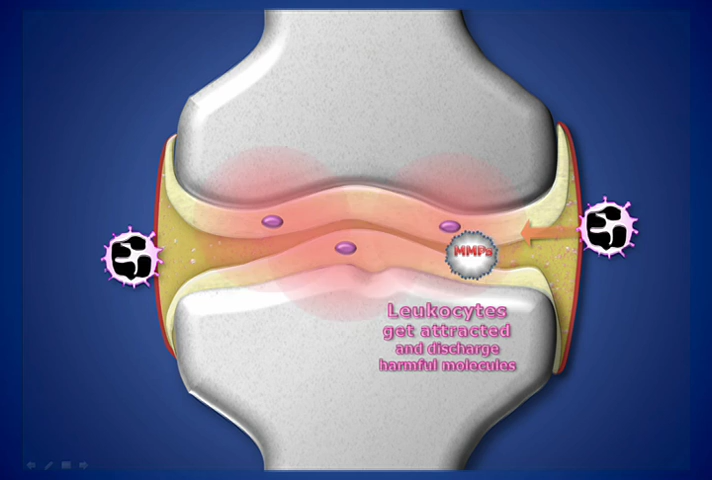 MMPs
Leukocytes
get attracted
and discharge
harmful molecules